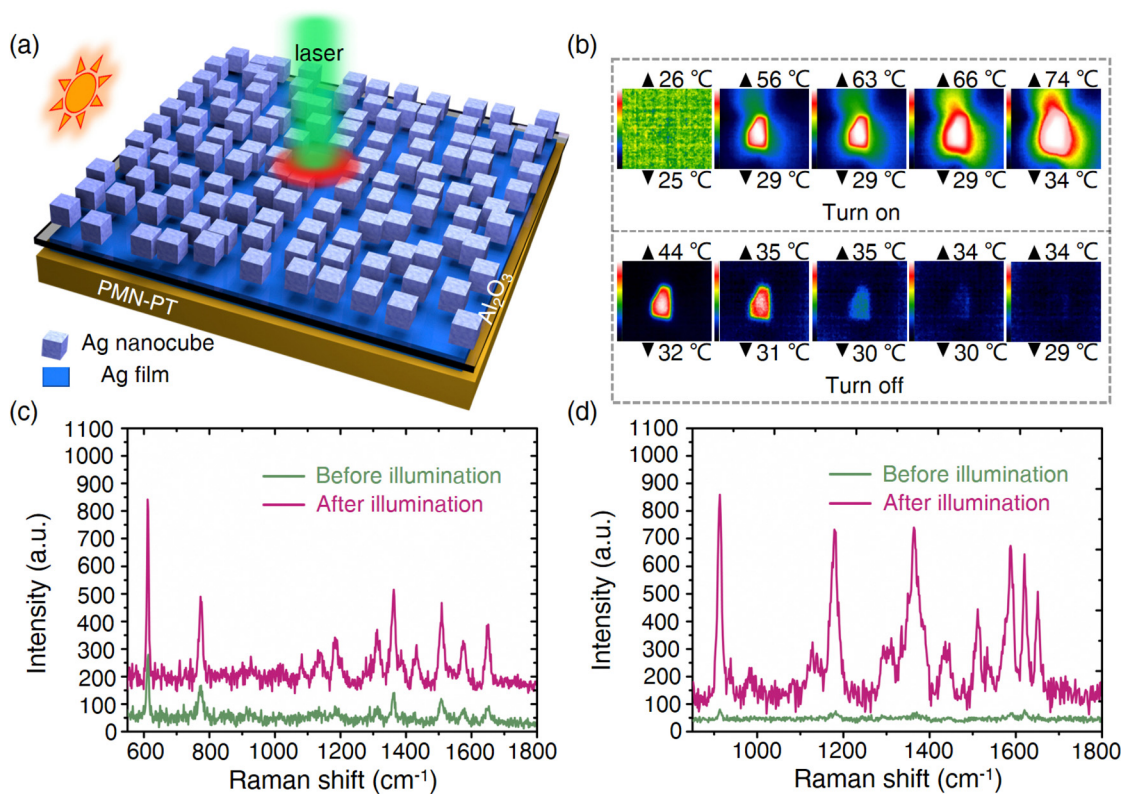 (a)
laser
PMN-PT
Al₂O₃
Ag nanocube
Ag film
(b)
▲ 26 °C ▲ 56 °C ▲ 63 °C ▲ 66 °C ▲ 74 °C
▼ 25 °C ▼ 29 °C ▼ 29 °C ▼ 29 °C ▼ 34 °C
Turn on
▲ 44 °C ▲ 35 °C ▲ 35 °C ▲ 34 °C ▲ 34 °C
▼ 32 °C ▼ 31 °C ▼ 30 °C ▼ 30 °C ▼ 29 °C
Turn off
(c)
Intensity (a.u.)
1100
1000
900
800
700
600
500
400
300
200
100
0
Before illumination
After illumination
600 800 1000 1200 1400 1600 1800
Raman shift (cm⁻¹)
(d)
Intensity (a.u.)
1100
1000
900
800
700
600
500
400
300
200
100
0
Before illumination
After illumination
1000 1200 1400 1600 1800
Raman shift (cm⁻¹)